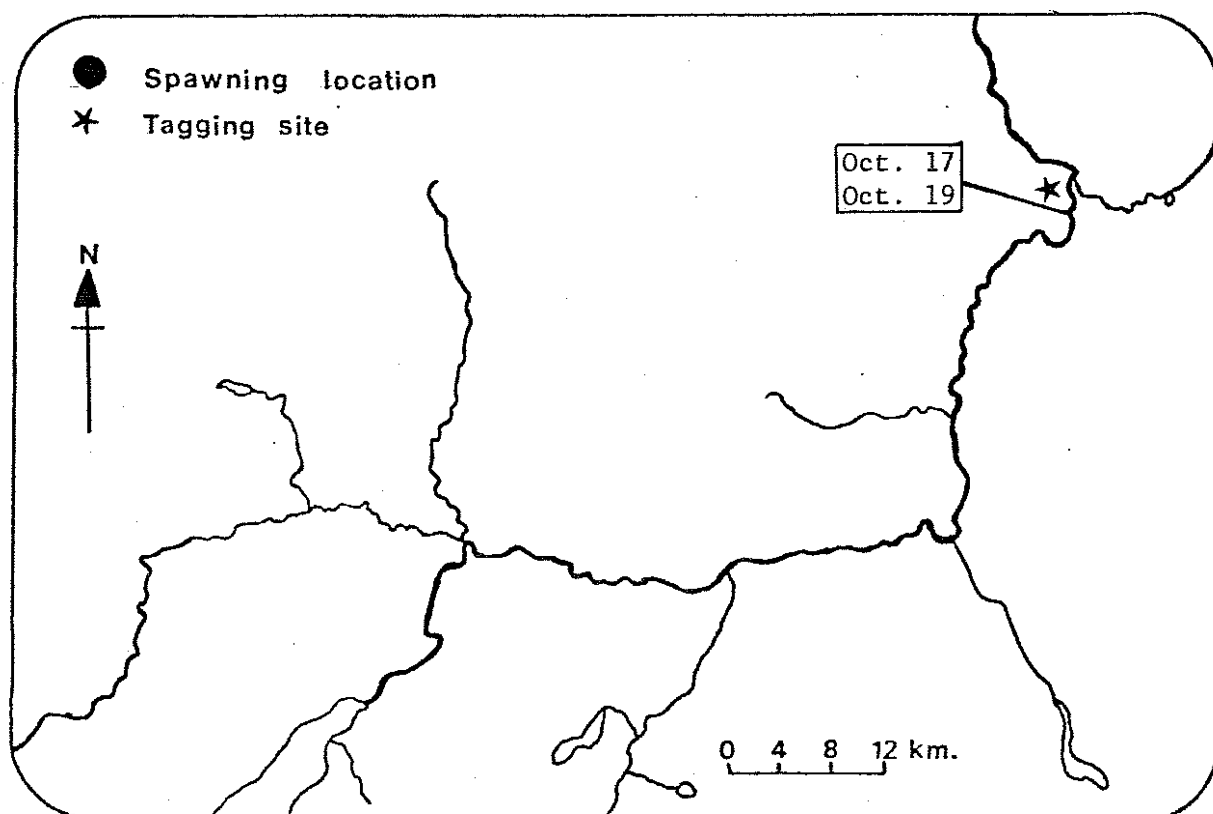 Spawning location
Tagging site
Oct. 17
Oct. 19
N
0 4 8 12 km.